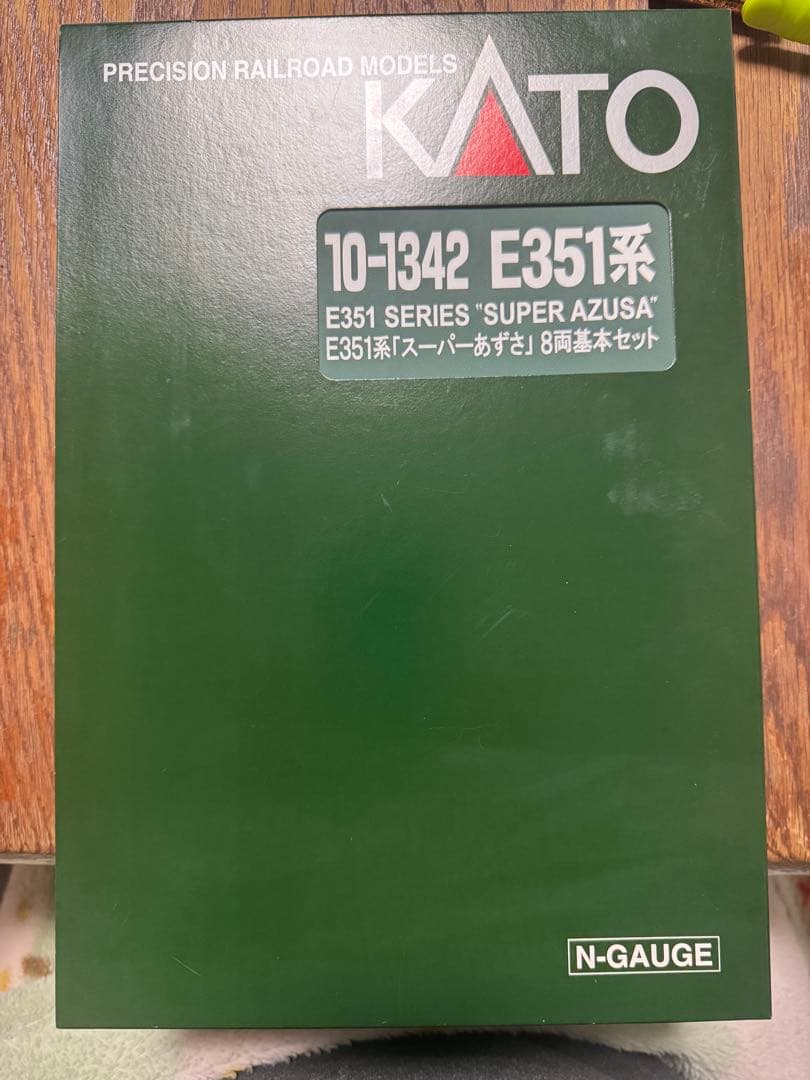 PRECISION RAILROAD MODELS
KATO
10-1342 E351系
E351 SERIES "SUPER AZUSA"
E351系「スーパーあずさ」8両基本セット
N-GAUGE